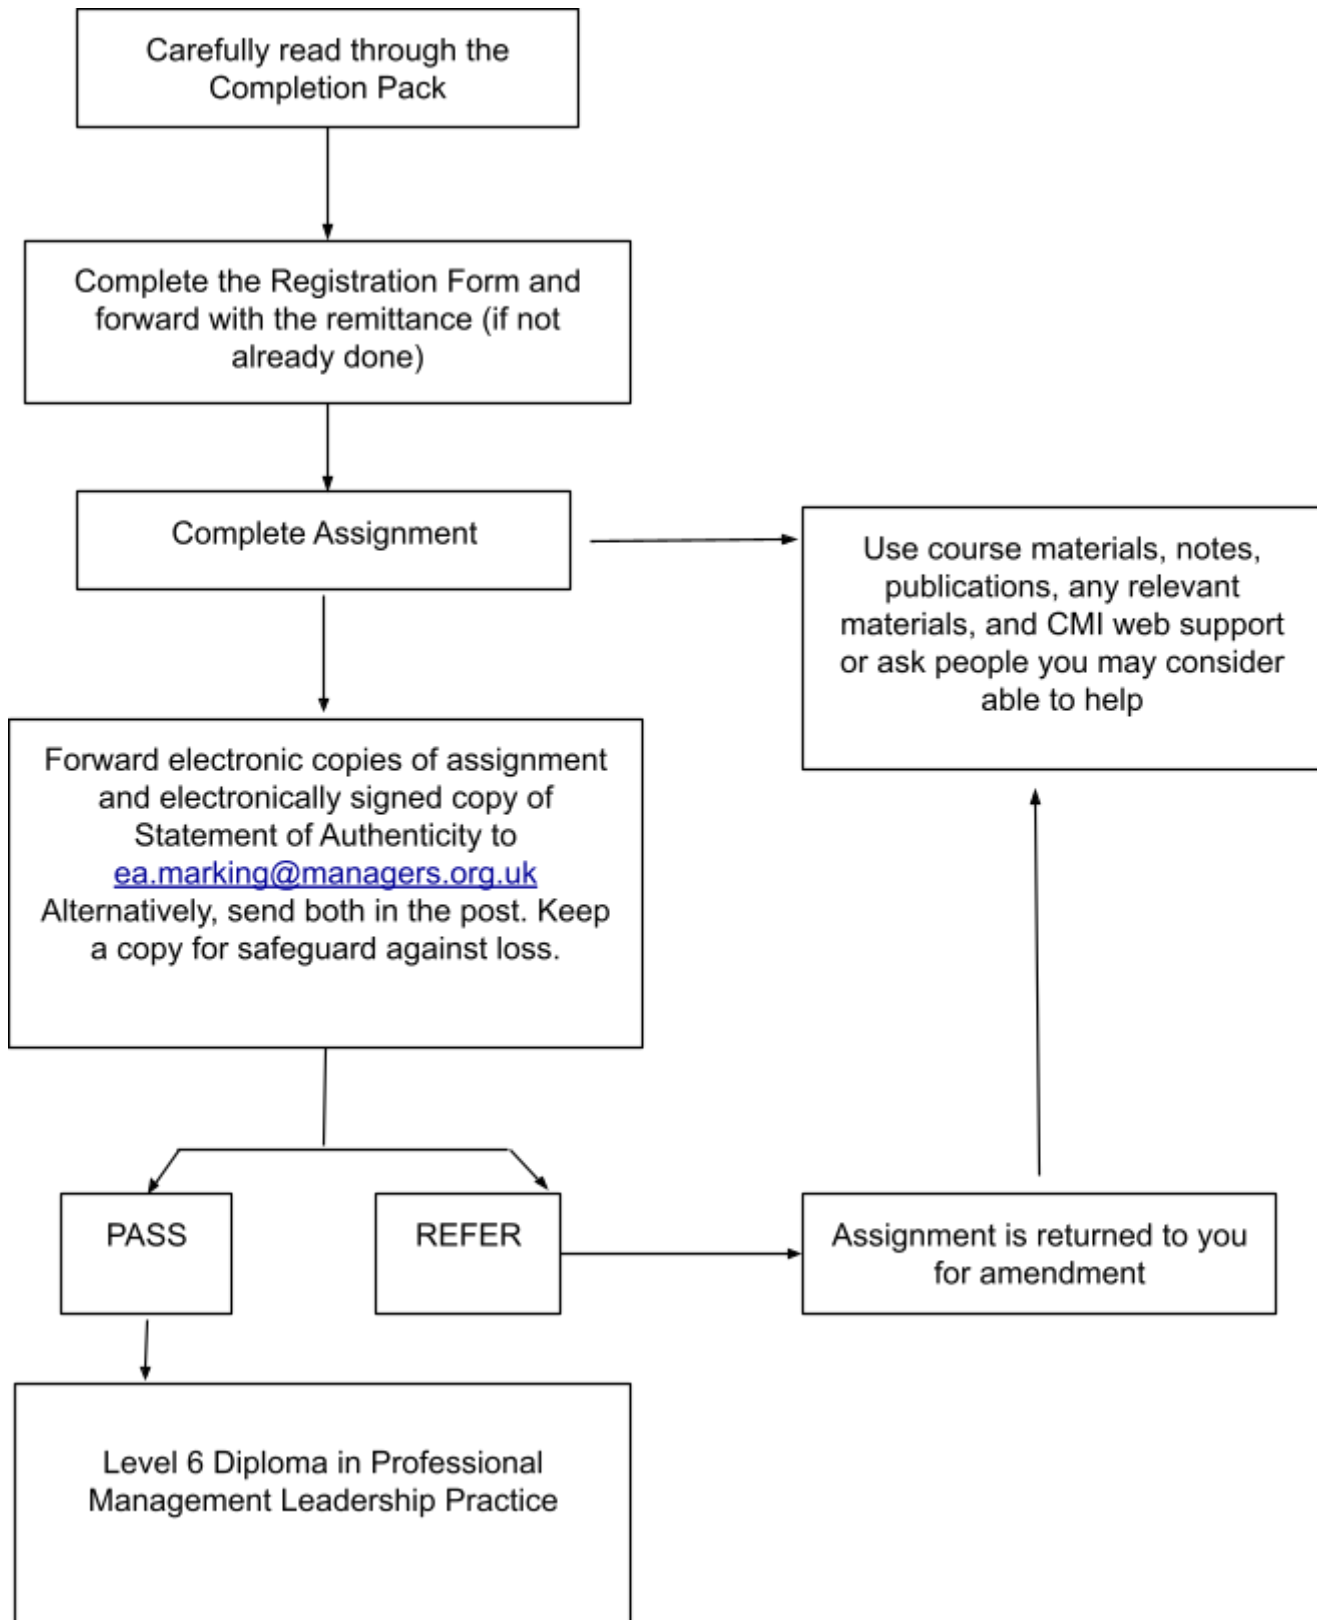 Carefully read through the
Completion Pack
Complete the Registration Form and
forward with the remittance (if not
already done)
Complete Assignment
Use course materials, notes,
publications, any relevant
materials, and CMI web support
or ask people you may consider
able to help
Forward electronic copies of assignment
and electronically signed copy of
Statement of Authenticity to
ea.marking@managers.org.uk
Alternatively, send both in the post. Keep
a copy for safeguard against loss.
PASS
REFER
Assignment is returned to you
for amendment
Level 6 Diploma in Professional
Management Leadership Practice